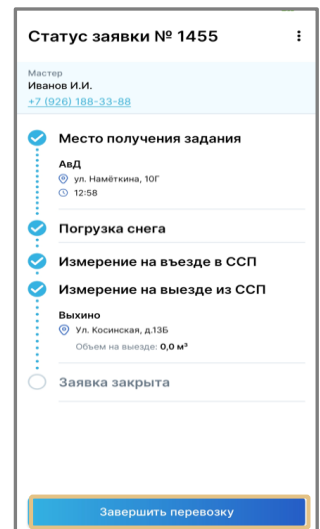 Статус заявки № 1455
Мастер
Иванов И.И.
+7 (926) 188-33-88
Место получения задания
АвД
ул. Намёткина, 10Г
12:58
Погрузка снега
Измерение на въезде в ССП
Измерение на выезде из ССП
Выхино
Ул. Косинская, д.13Б
Объем на выезде: 0,0 м³
Заявка закрыта
Завершить перевозку